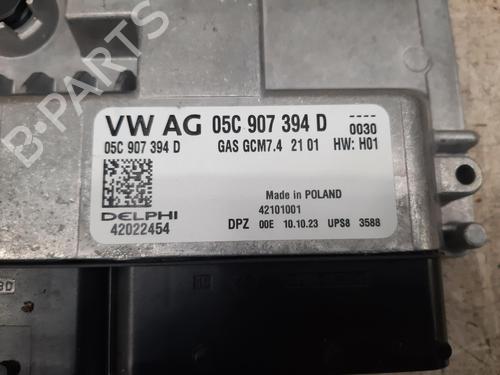 B-PARTS
VW AG 05C 907 394 D
0030
05C 907 394 D GAS GCM7.4 21 01 HW: H01
Made in POLAND
DELPHI 42101001
42022454 DPZ 00E 10.10.23 UPS8 3588